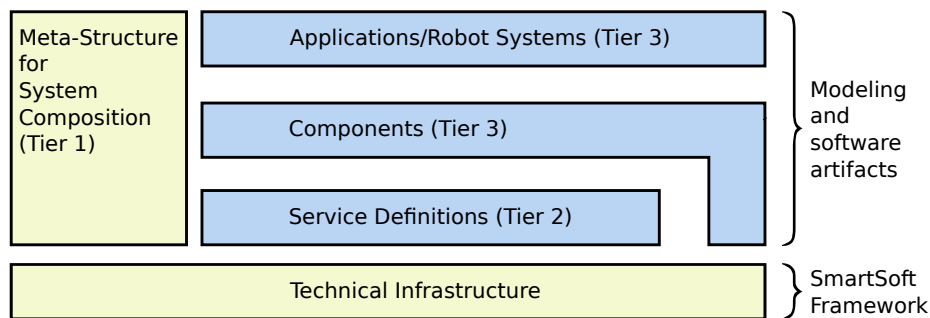 Meta-Structure
for
System
Composition
(Tier 1)
Applications/Robot Systems (Tier 3)
Components (Tier 3)
Service Definitions (Tier 2)
Modeling
and
software
artifacts
Technical Infrastructure
SmartSoft
Framework